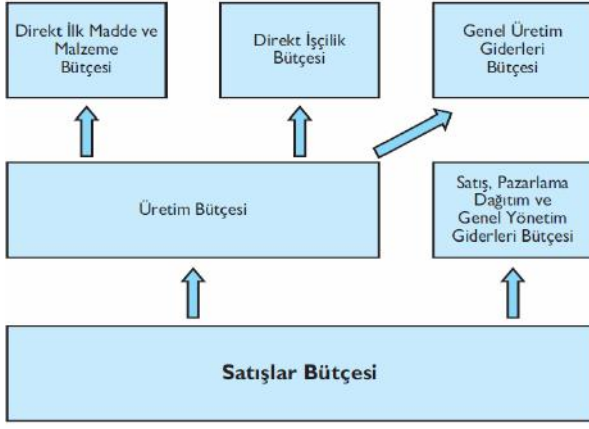 Direkt İlk Madde ve
Malzeme
Bütçesi
Direkt İşçilik
Bütçesi
Genel Üretim
Giderleri
Bütçesi
Üretim Bütçesi
Satış, Pazarlama
Dağıtım ve
Genel Yönetim
Giderleri Bütçesi
Satışlar Bütçesi